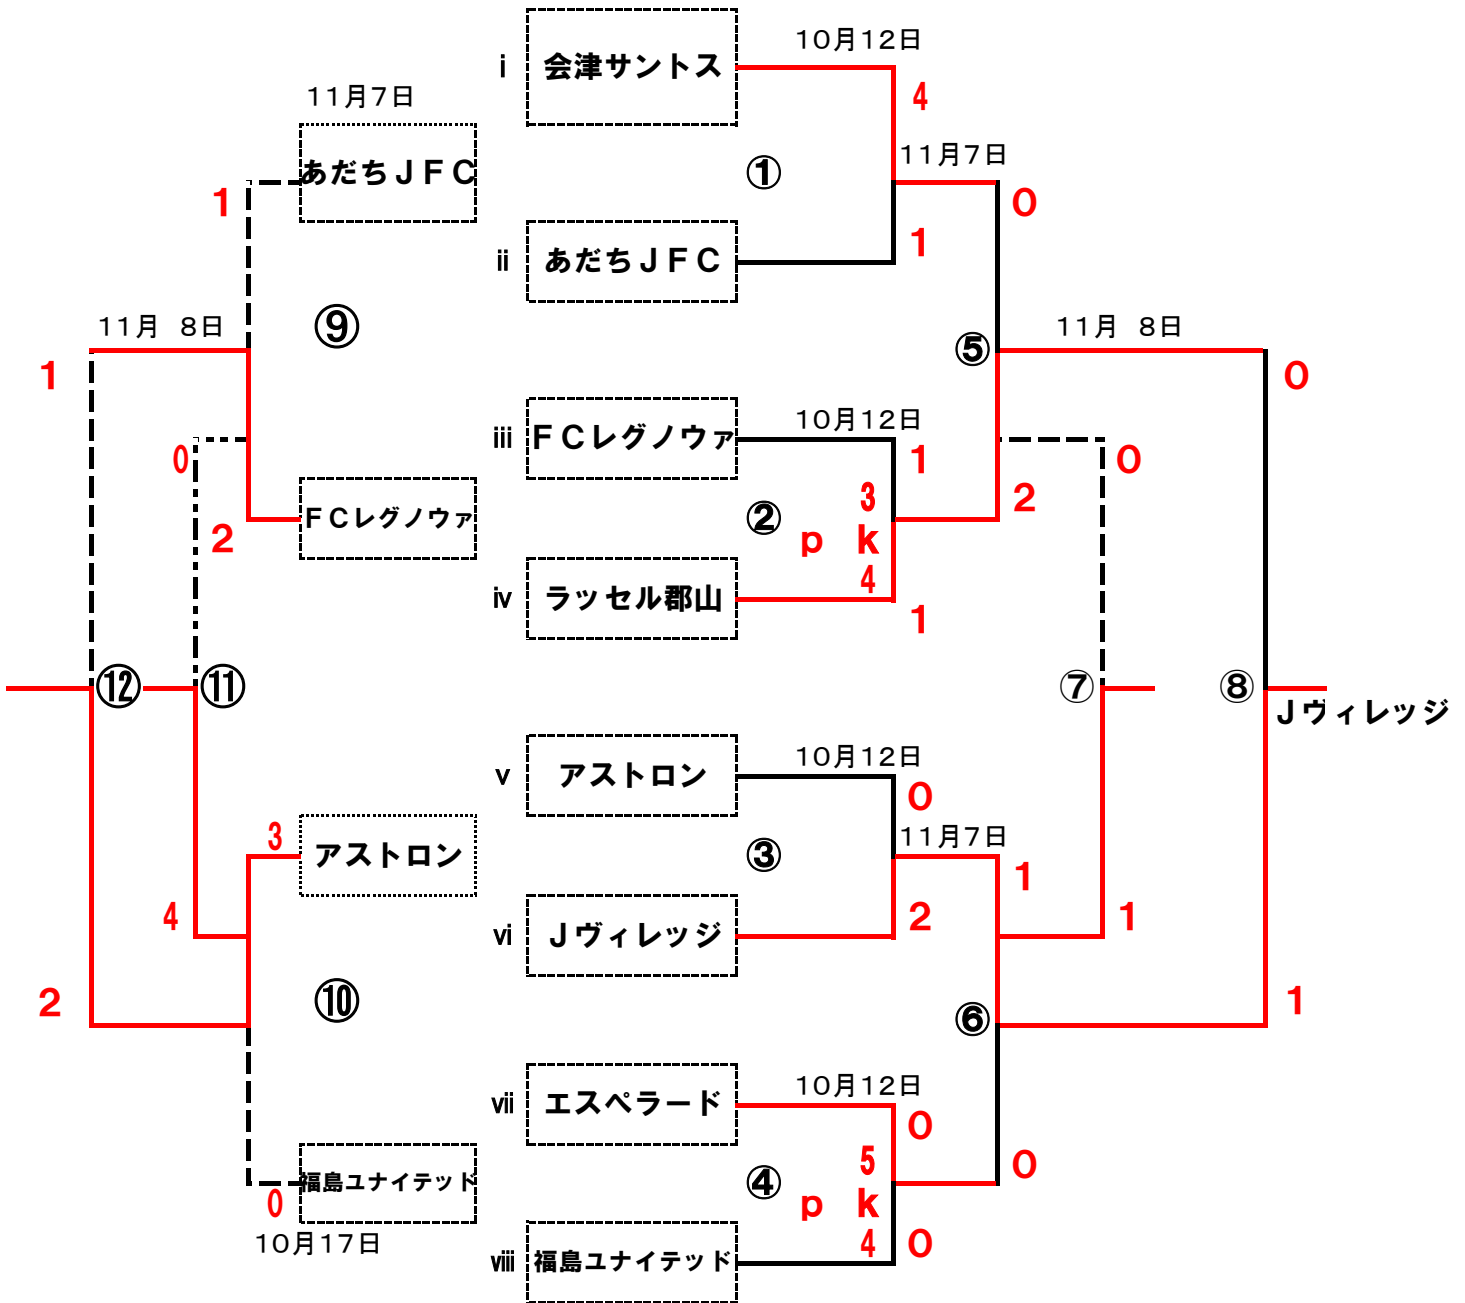 10月12日
ⅰ
会津サントス
4
11月7日
あだちＪＦＣ
1
①
11月7日
0
ⅱ
あだちＪＦＣ
1
⑨
11月　8日
1
⑤
11月　8日
0
ⅲ
ＦＣレグノウァ
10月12日
1
0
0
ＦＣレグノウァ
2
②
3
ｐｋ
4
2
ⅳ
ラッセル郡山
1
⑫
⑪
⑦
⑧
Ｊヴィレッジ
ⅴ
アストロン
10月12日
0
3
アストロン
③
11月7日
1
4
ⅵ
Ｊヴィレッジ
2
1
2
⑩
⑥
1
ⅶ
エスペラード
10月12日
0
0
福島ユナイテッド
10月17日
④
5
ｐｋ
4
0
ⅷ
福島ユナイテッド
0